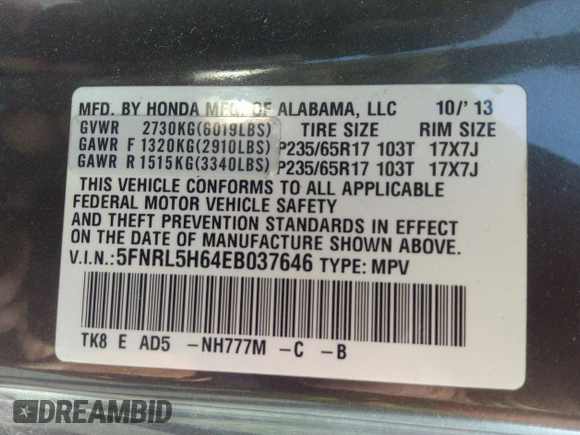 MFD. BY HONDA MFG. OF ALABAMA, LLC 10/'13
GVWR 2730KG(6019LBS) TIRE SIZE RIM SIZE
GAWR F 1320KG(2910LBS) P235/65R17 103T 17X7J
GAWR R 1515KG(3340LBS) P235/65R17 103T 17X7J
THIS VEHICLE CONFORMS TO ALL APPLICABLE
FEDERAL MOTOR VEHICLE SAFETY
AND THEFT PREVENTION STANDARDS IN EFFECT
ON THE DATE OF MANUFACTURE SHOWN ABOVE.
V.I.N.:5FNRL5H64EB037646 TYPE: MPV
TK8 E AD5 -NH777M -C -B
DREAMBID